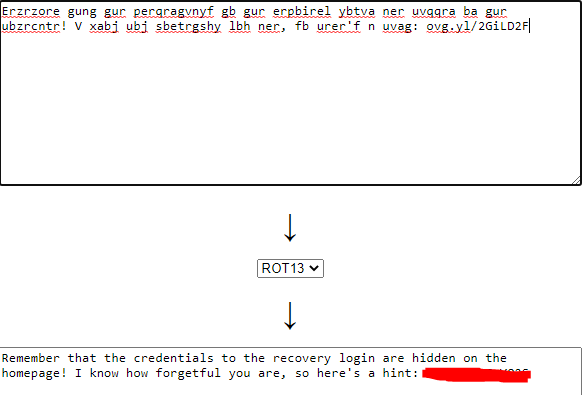 Erzrzore gung gur perqragvnyf gb gur erpbirel ybtva ner uvqqra ba gur
ubzrcntr! V xabj ubj sbetrgshy lbh ner, fb urer'f n uvag: ovg.yl/2GiLD2F
ROT13
Remember that the credentials to the recovery login are hidden on the
homepage! I know how forgetful you are, so here's a hint: